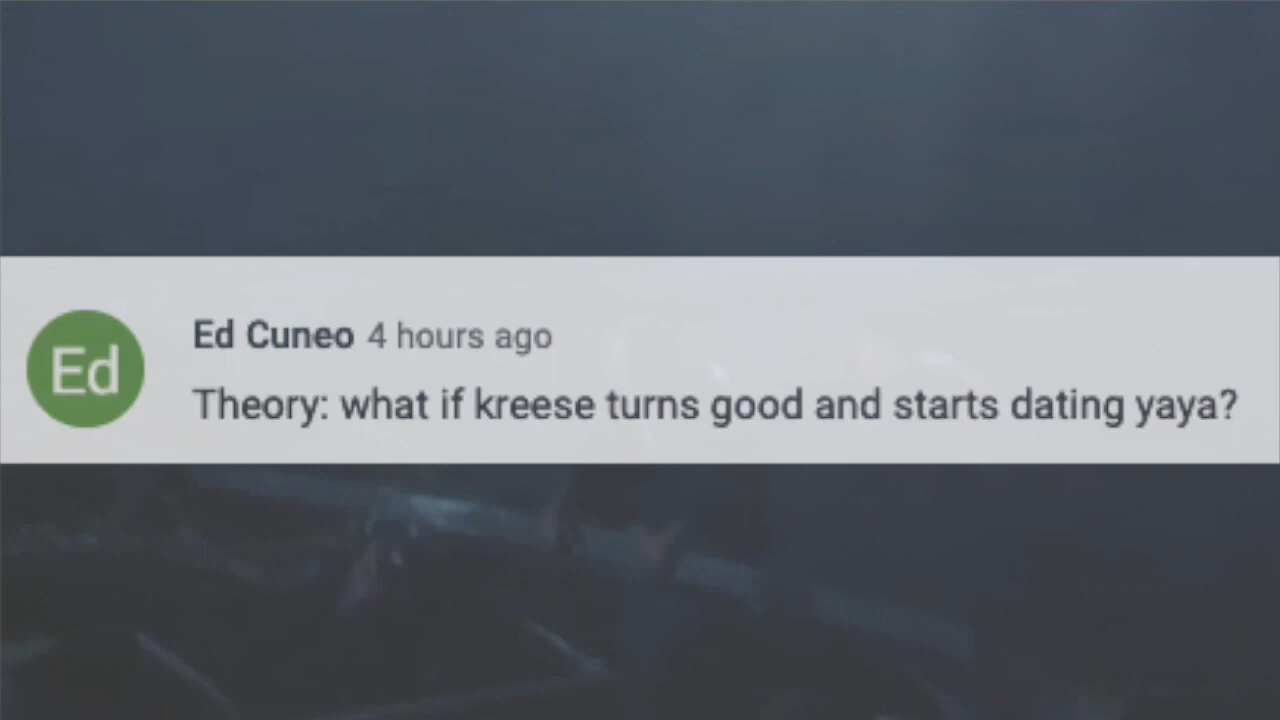 Ed
Ed Cuneo 4 hours ago
Theory: what if kreese turns good and starts dating yaya?